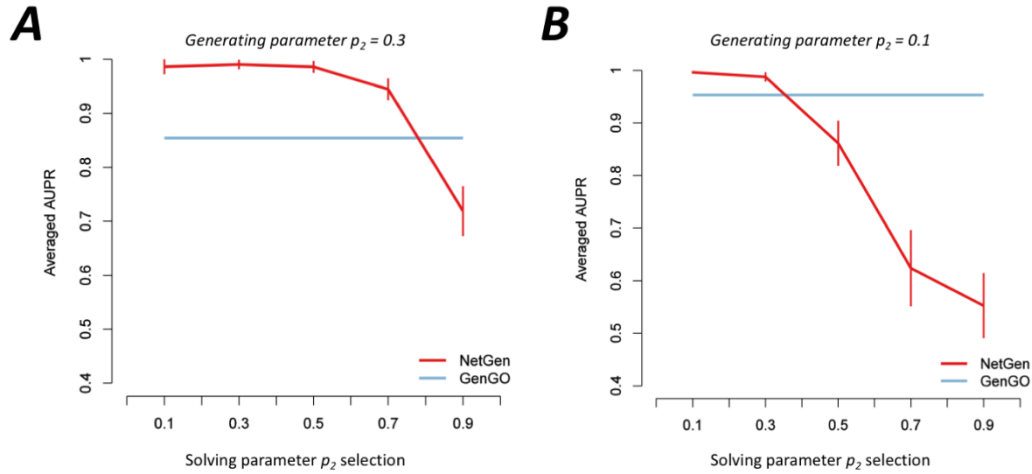 A
Generating parameter p₂ = 0.3
Averaged AUPR
1
0.9
0.8
0.7
0.6
0.5
0.4
NetGen
GenGO
0.1 0.3 0.5 0.7 0.9
Solving parameter p₂ selection
B
Generating parameter p₂ = 0.1
Averaged AUPR
1
0.9
0.8
0.7
0.6
0.5
0.4
NetGen
GenGO
0.1 0.3 0.5 0.7 0.9
Solving parameter p₂ selection